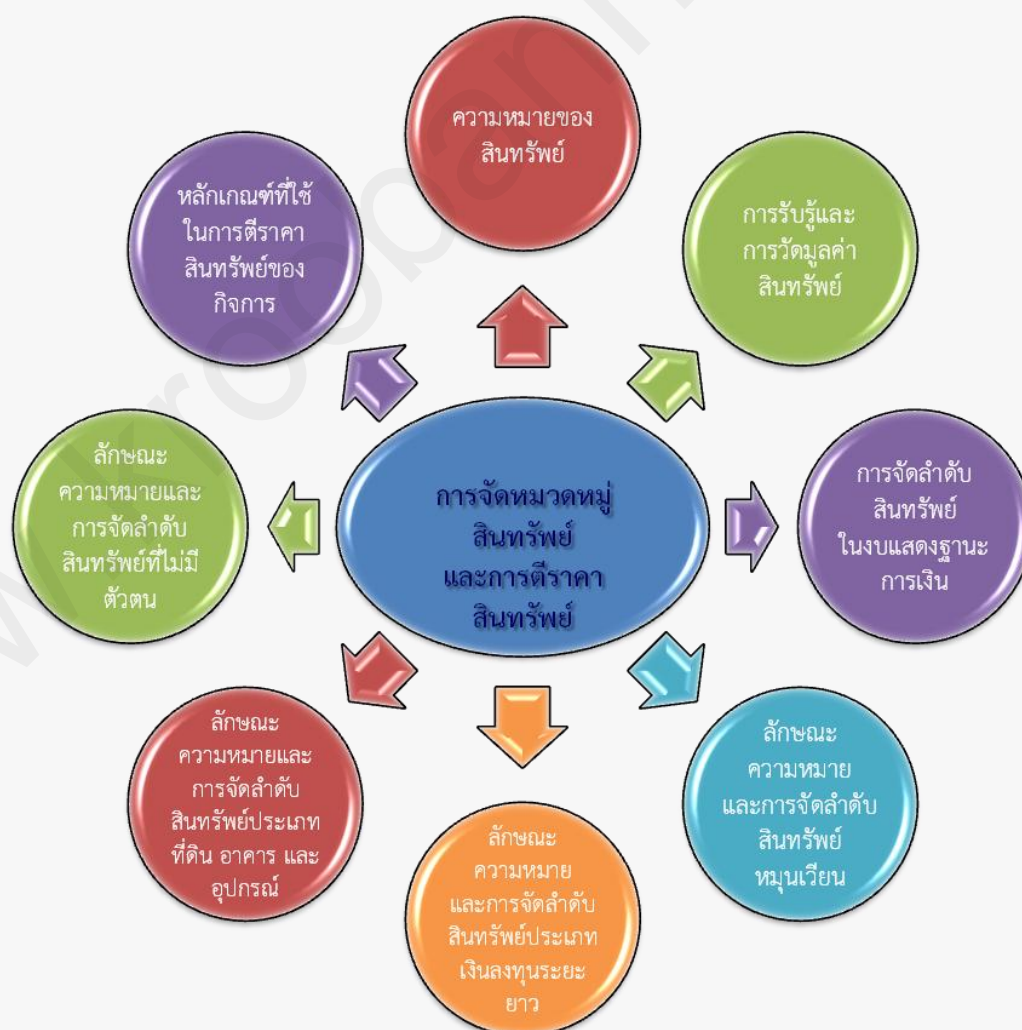 ความหมายของ
สินทรัพย์
การรับรู้และ
การวัดมูลค่า
สินทรัพย์
การจัดลำดับ
สินทรัพย์
ในงบแสดงฐานะ
การเงิน
ลักษณะ
ความหมาย
และการจัดลำดับ
สินทรัพย์
หมุนเวียน
ลักษณะ
ความหมาย
และการจัดลำดับ
สินทรัพย์ประเภท
เงินลงทุนระยะ
ยาว
ลักษณะ
ความหมายและ
การจัดลำดับ
สินทรัพย์ประเภท
ที่ดิน อาคาร และ
อุปกรณ์
ลักษณะ
ความหมายและ
การจัดลำดับ
สินทรัพย์ที่ไม่มี
ตัวตน
หลักเกณฑ์ที่ใช้
ในการตีราคา
สินทรัพย์ของ
กิจการ
การจัดหมวดหมู่
สินทรัพย์
และการตีราคา
สินทรัพย์